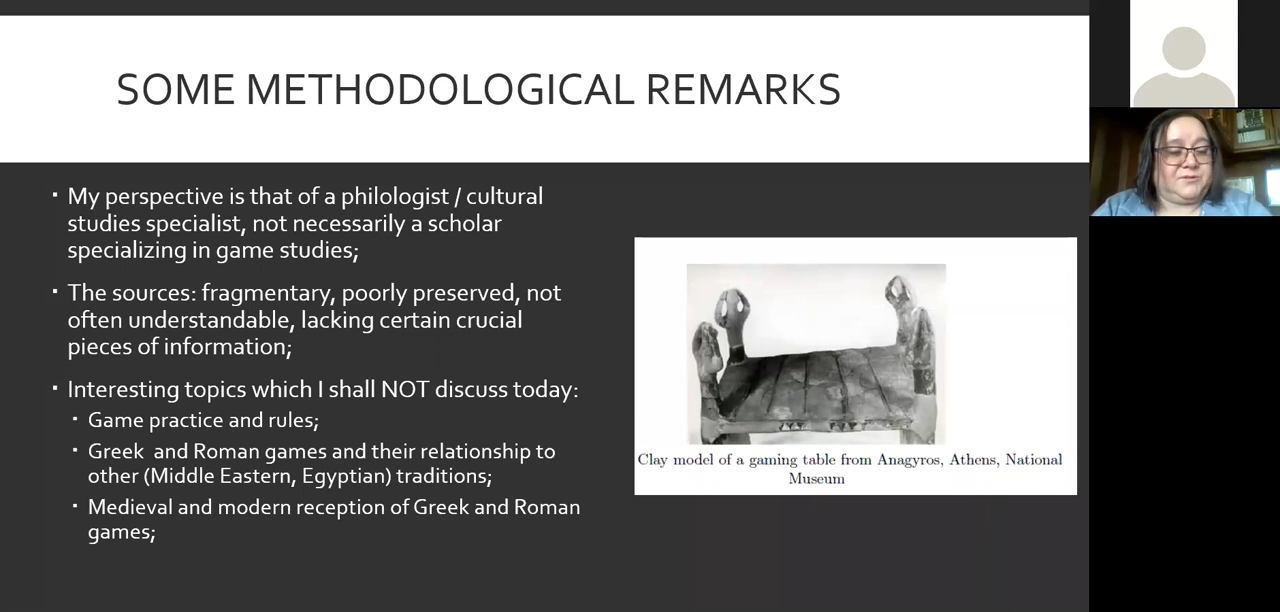 SOME METHODOLOGICAL REMARKS
▪ My perspective is that of a philologist / cultural
studies specialist, not necessarily a scholar
specializing in game studies;
▪ The sources: fragmentary, poorly preserved, not
often understandable, lacking certain crucial
pieces of information;
▪ Interesting topics which I shall NOT discuss today:
▪ Game practice and rules;
▪ Greek and Roman games and their relationship to
other (Middle Eastern, Egyptian) traditions;
▪ Medieval and modern reception of Greek and Roman
games;
Clay model of a gaming table from Anagyros, Athens, National
Museum